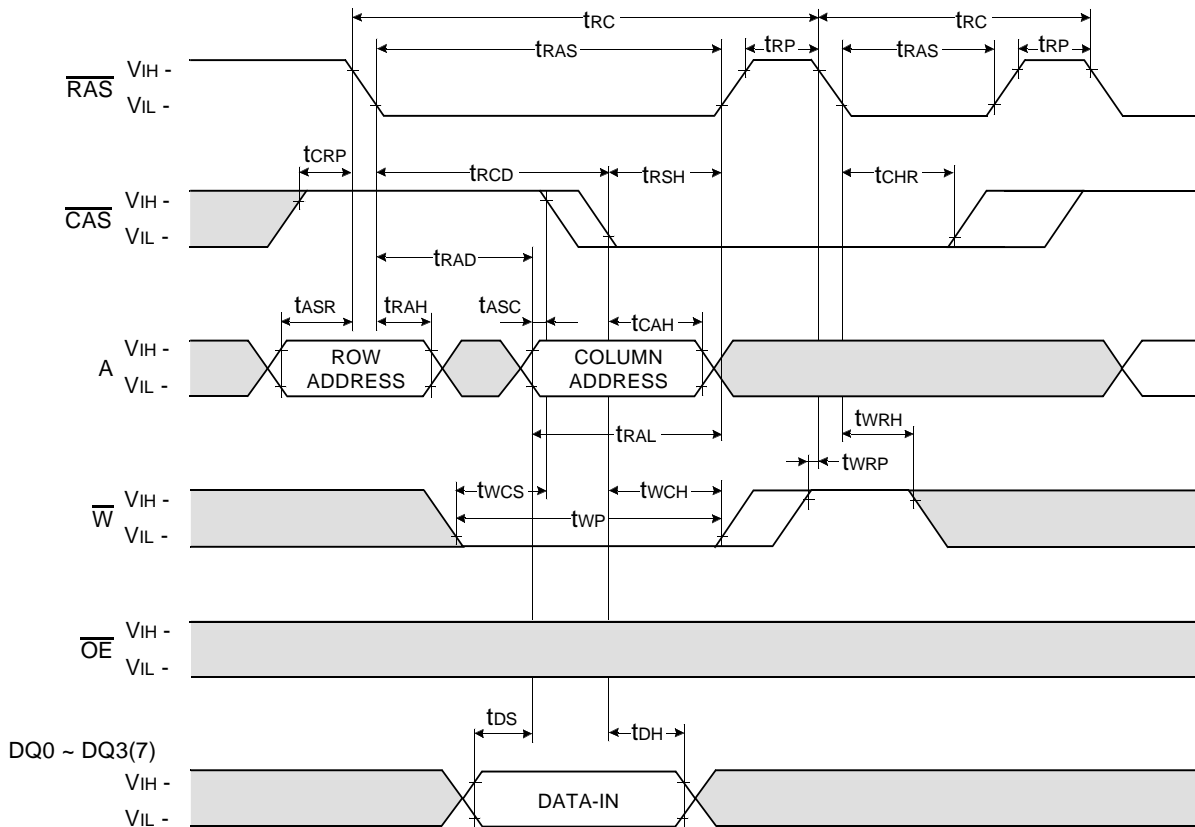 tRC tRC
tRAS tRP tRAS tRP
RAS VIH -
VIL -
tCRP tRCD tRSH tCHR
CAS VIH -
VIL -
tRAD
tASR tRAH tASC tCAH
A VIH -
VIL -
ROW ADDRESS
COLUMN ADDRESS
tRAL tWRH
tWRP
tWCS tWCH
W VIH -
VIL -
tWP
OE VIH -
VIL -
tDS tDH
DQ0 ~ DQ3(7)
VIH -
VIL -
DATA-IN